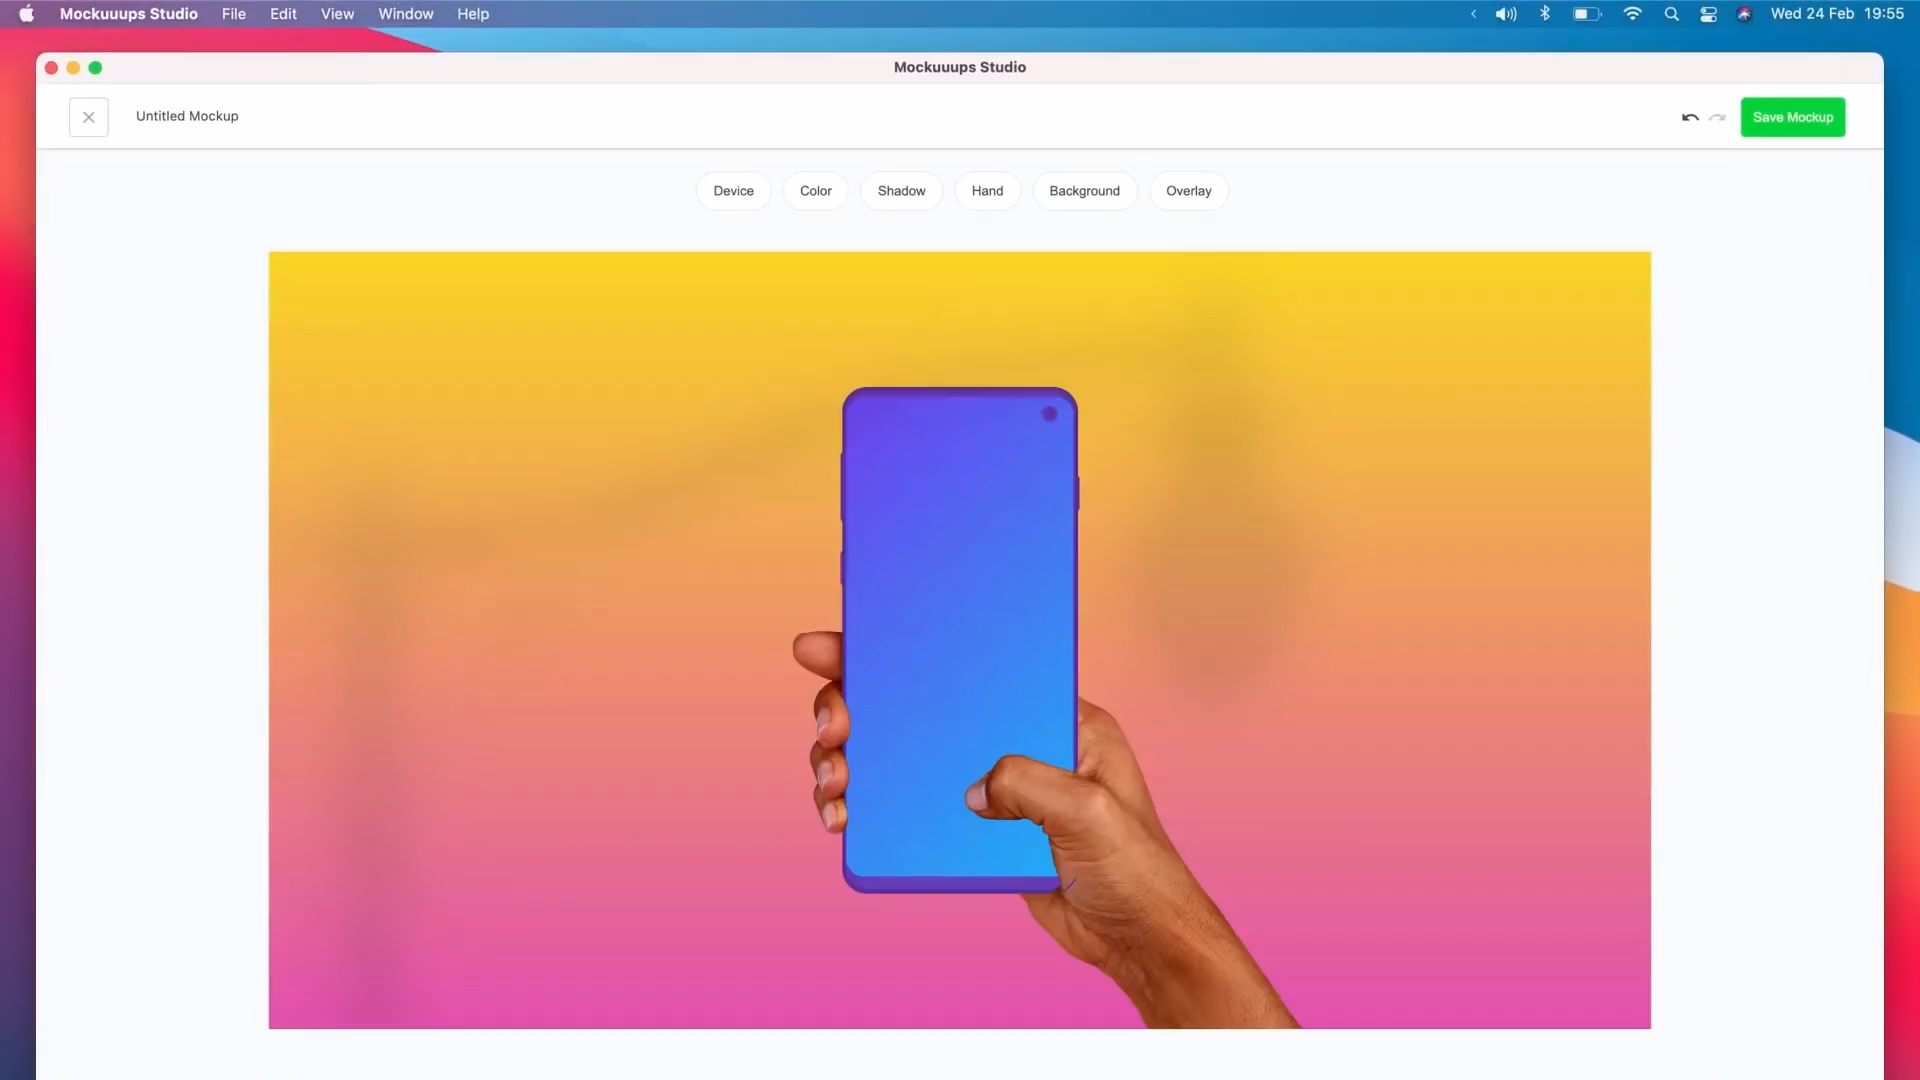 Mockuuups Studio File Edit View Window Help Wed 24 Feb 19:55
Mockuuups Studio
Untitled Mockup Save Mockup
Device Color Shadow Hand Background Overlay